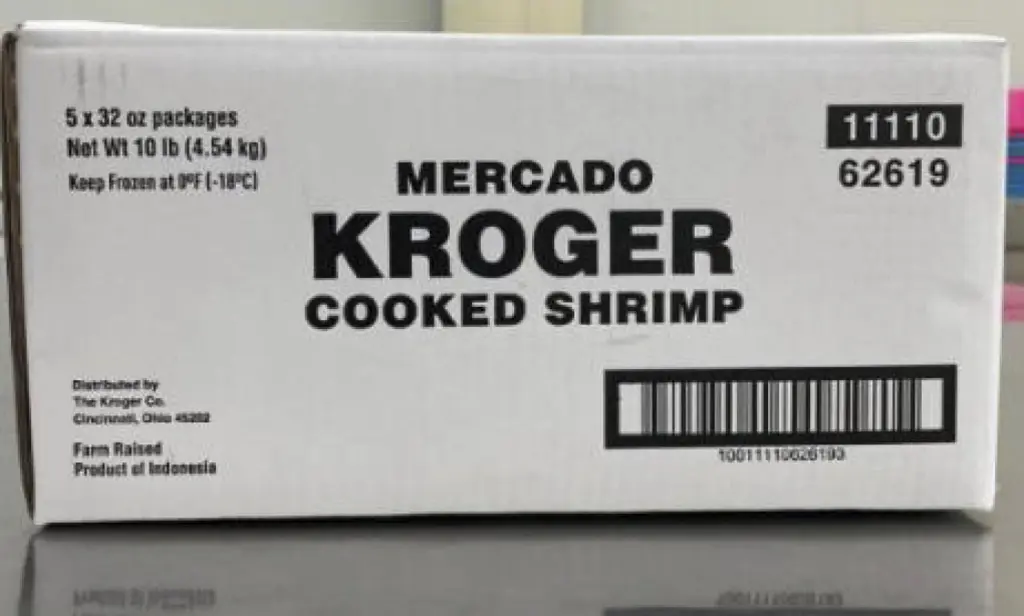 5 x 32 oz packages
Net Wt 10 lb (4.54 kg)
Keep Frozen at 0ºF (-18ºC)
11110
62619
MERCADO
KROGER
COOKED SHRIMP
Distributed by
The Kroger Co.
Cincinnati, Ohio 45202
Farm Raised
Product of Indonesia
10011110626190